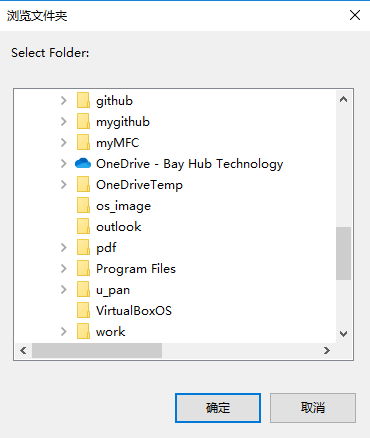 浏览文件夹
Select Folder:
github
mygithub
myMFC
OneDrive - Bay Hub Technology
OneDriveTemp
os_image
outlook
pdf
Program Files
u_pan
VirtualBoxOS
work
确定
取消